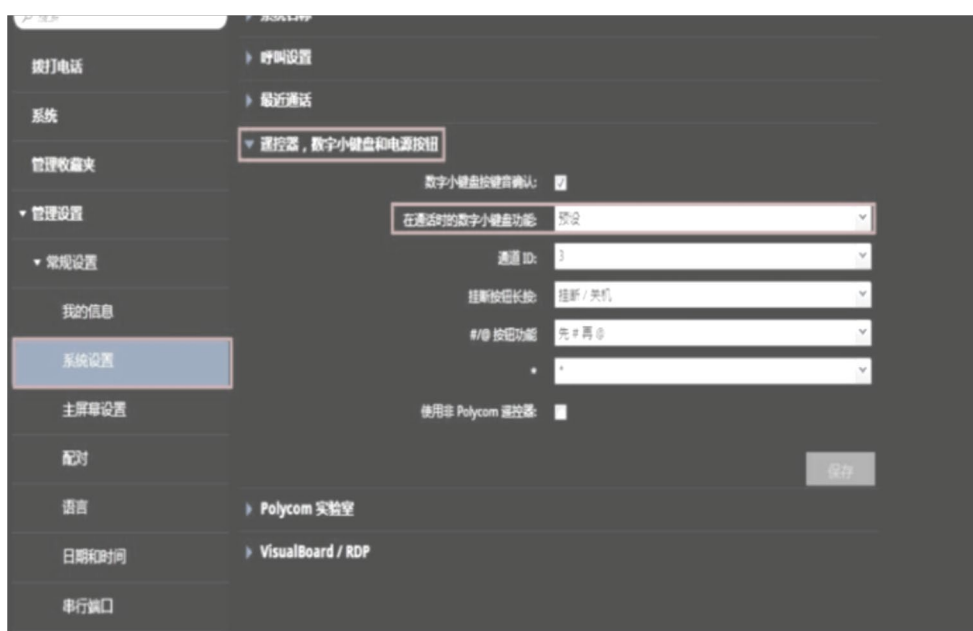 搜索
系统名称
拨打电话
呼叫设置
系统
最近通话
管理收藏夹
遥控器，数字小键盘和电源按钮
数字小键盘按键音确认:
管理设置
在通话时的数字小键盘功能: 预设
常规设置
通道 ID: 3
我的信息
挂断按钮长按: 挂断 / 关机
#/@ 按钮功能 先 # 再 @
系统设置
* *
主屏幕设置
使用非 Polycom 遥控器:
配对
保存
语言
Polycom 实验室
日期和时间
VisualBoard / RDP
串行端口